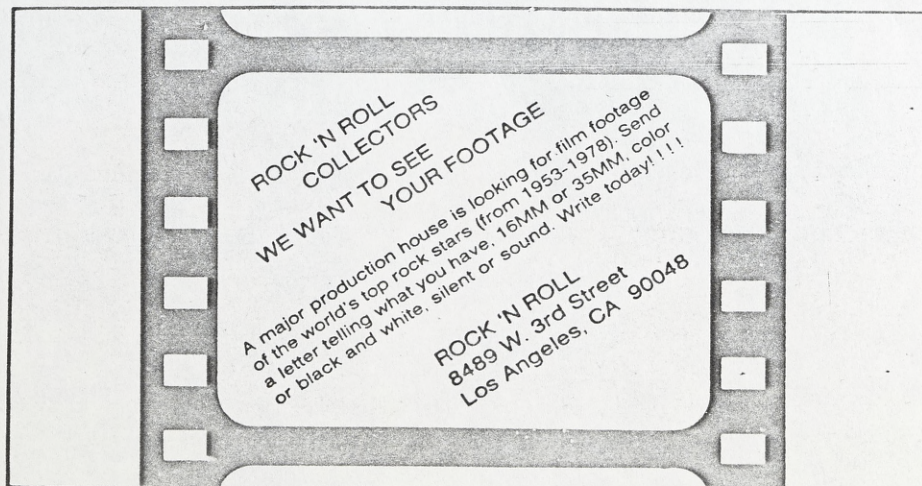 ROCK 'N ROLL
COLLECTORS
WE WANT TO SEE
YOUR FOOTAGE
A major production house is looking for film footage
of the world's top rock stars (from 1953-1978). Send
a letter telling what you have, 16MM or 35MM, color
or black and white, silent or sound. Write today! ! ! !
ROCK 'N ROLL
8489 W. 3rd Street
Los Angeles, CA 90048